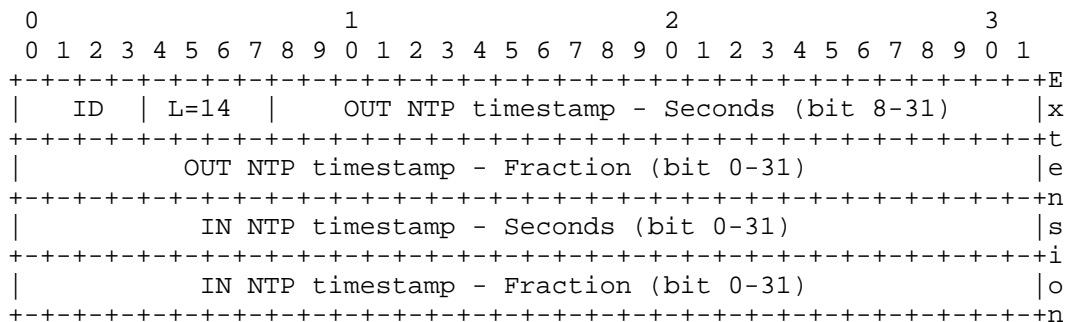 0                   1                   2                   3
 0 1 2 3 4 5 6 7 8 9 0 1 2 3 4 5 6 7 8 9 0 1 2 3 4 5 6 7 8 9 0 1
+-+-+-+-+-+-+-+-+-+-+-+-+-+-+-+-+-+-+-+-+-+-+-+-+-+-+-+-+-+-+-+-+E
|  ID   | L=14  |    OUT NTP timestamp - Seconds (bit 8-31)     |x
+-+-+-+-+-+-+-+-+-+-+-+-+-+-+-+-+-+-+-+-+-+-+-+-+-+-+-+-+-+-+-+-+t
|          OUT NTP timestamp - Fraction (bit 0-31)              |e
+-+-+-+-+-+-+-+-+-+-+-+-+-+-+-+-+-+-+-+-+-+-+-+-+-+-+-+-+-+-+-+-+n
|           IN NTP timestamp - Seconds (bit 0-31)               |s
+-+-+-+-+-+-+-+-+-+-+-+-+-+-+-+-+-+-+-+-+-+-+-+-+-+-+-+-+-+-+-+-+i
|           IN NTP timestamp - Fraction (bit 0-31)              |o
+-+-+-+-+-+-+-+-+-+-+-+-+-+-+-+-+-+-+-+-+-+-+-+-+-+-+-+-+-+-+-+-+n